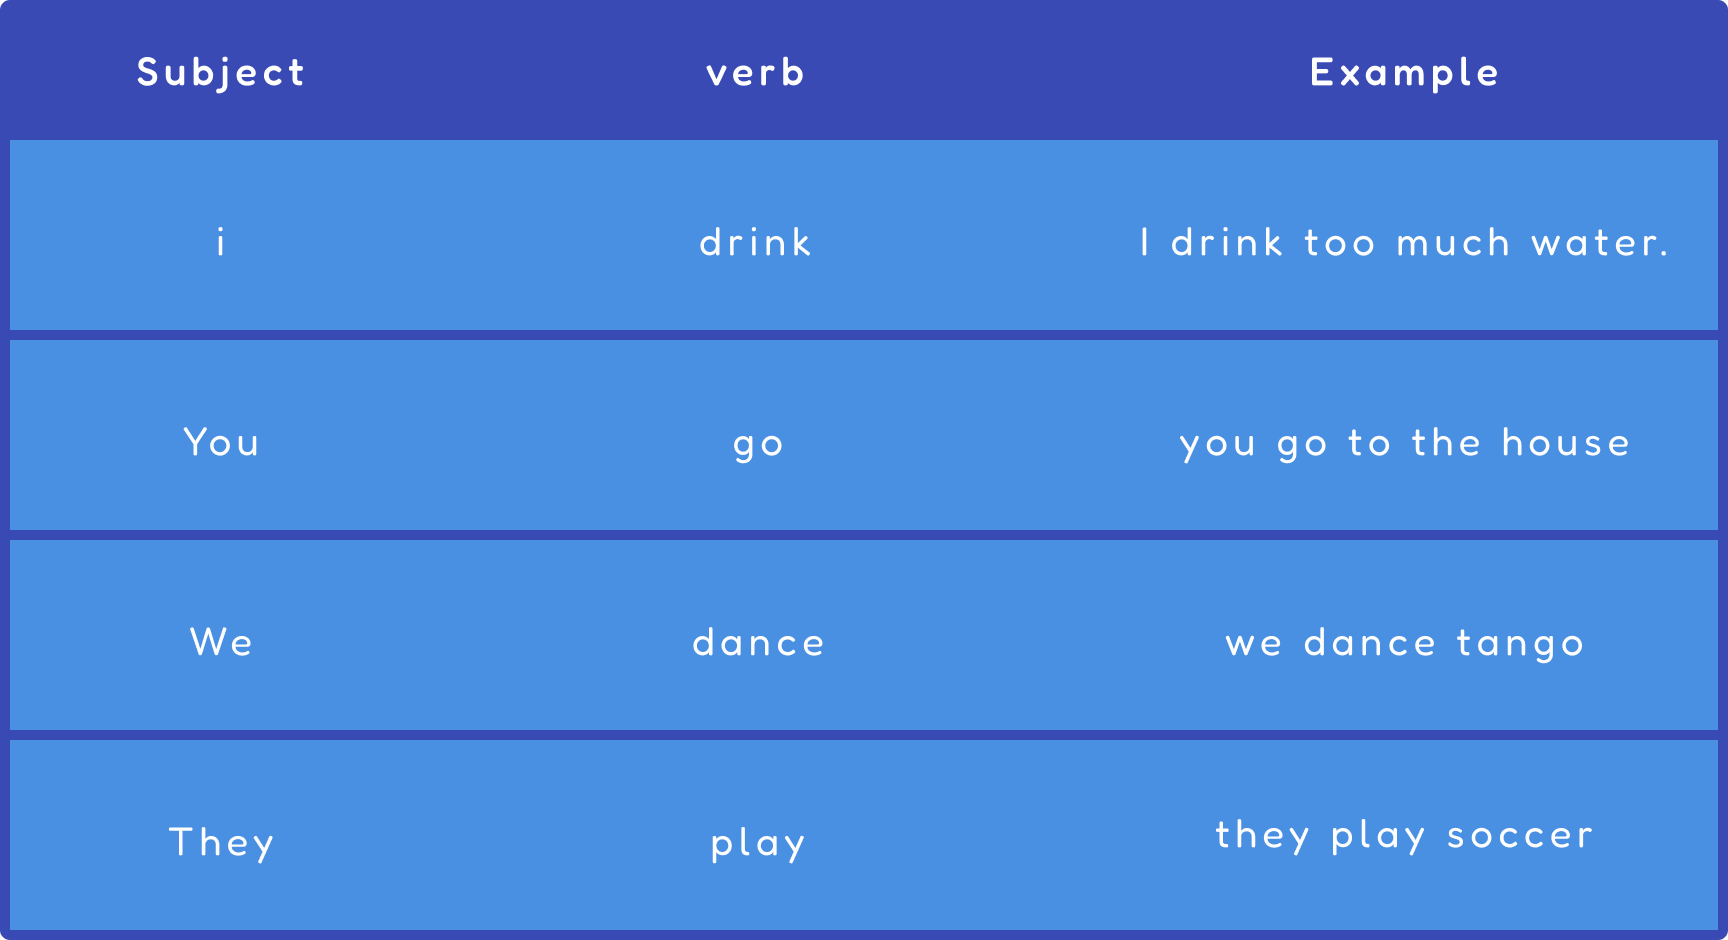 Subject verb Example
i drink I drink too much water.
You go you go to the house
We dance we dance tango
They play they play soccer